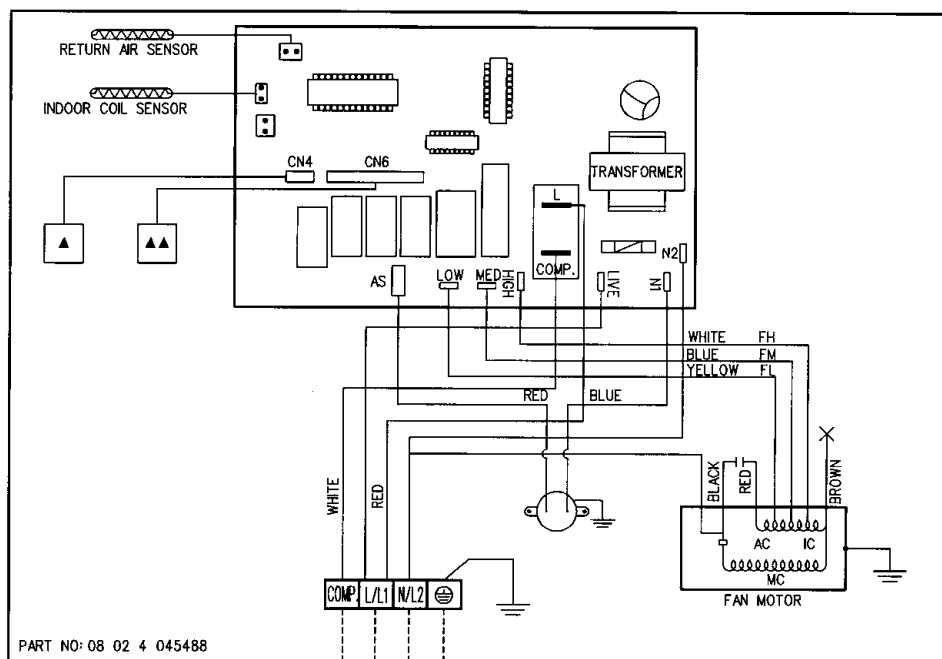 RETURN AIR SENSOR
INDOOR COIL SENSOR
CN4
CN6
TRANSFORMER
L
COMP.
N2
AS
LOW
MED
HIGH
LIVE
N1
WHITE FH
BLUE FM
YELLOW FL
RED
BLUE
WHITE
RED
BLACK
RED
BROWN
AC
IC
MC
FAN MOTOR
COMP.
L/L1
N/L2
PART NO: 08 02 4 045488